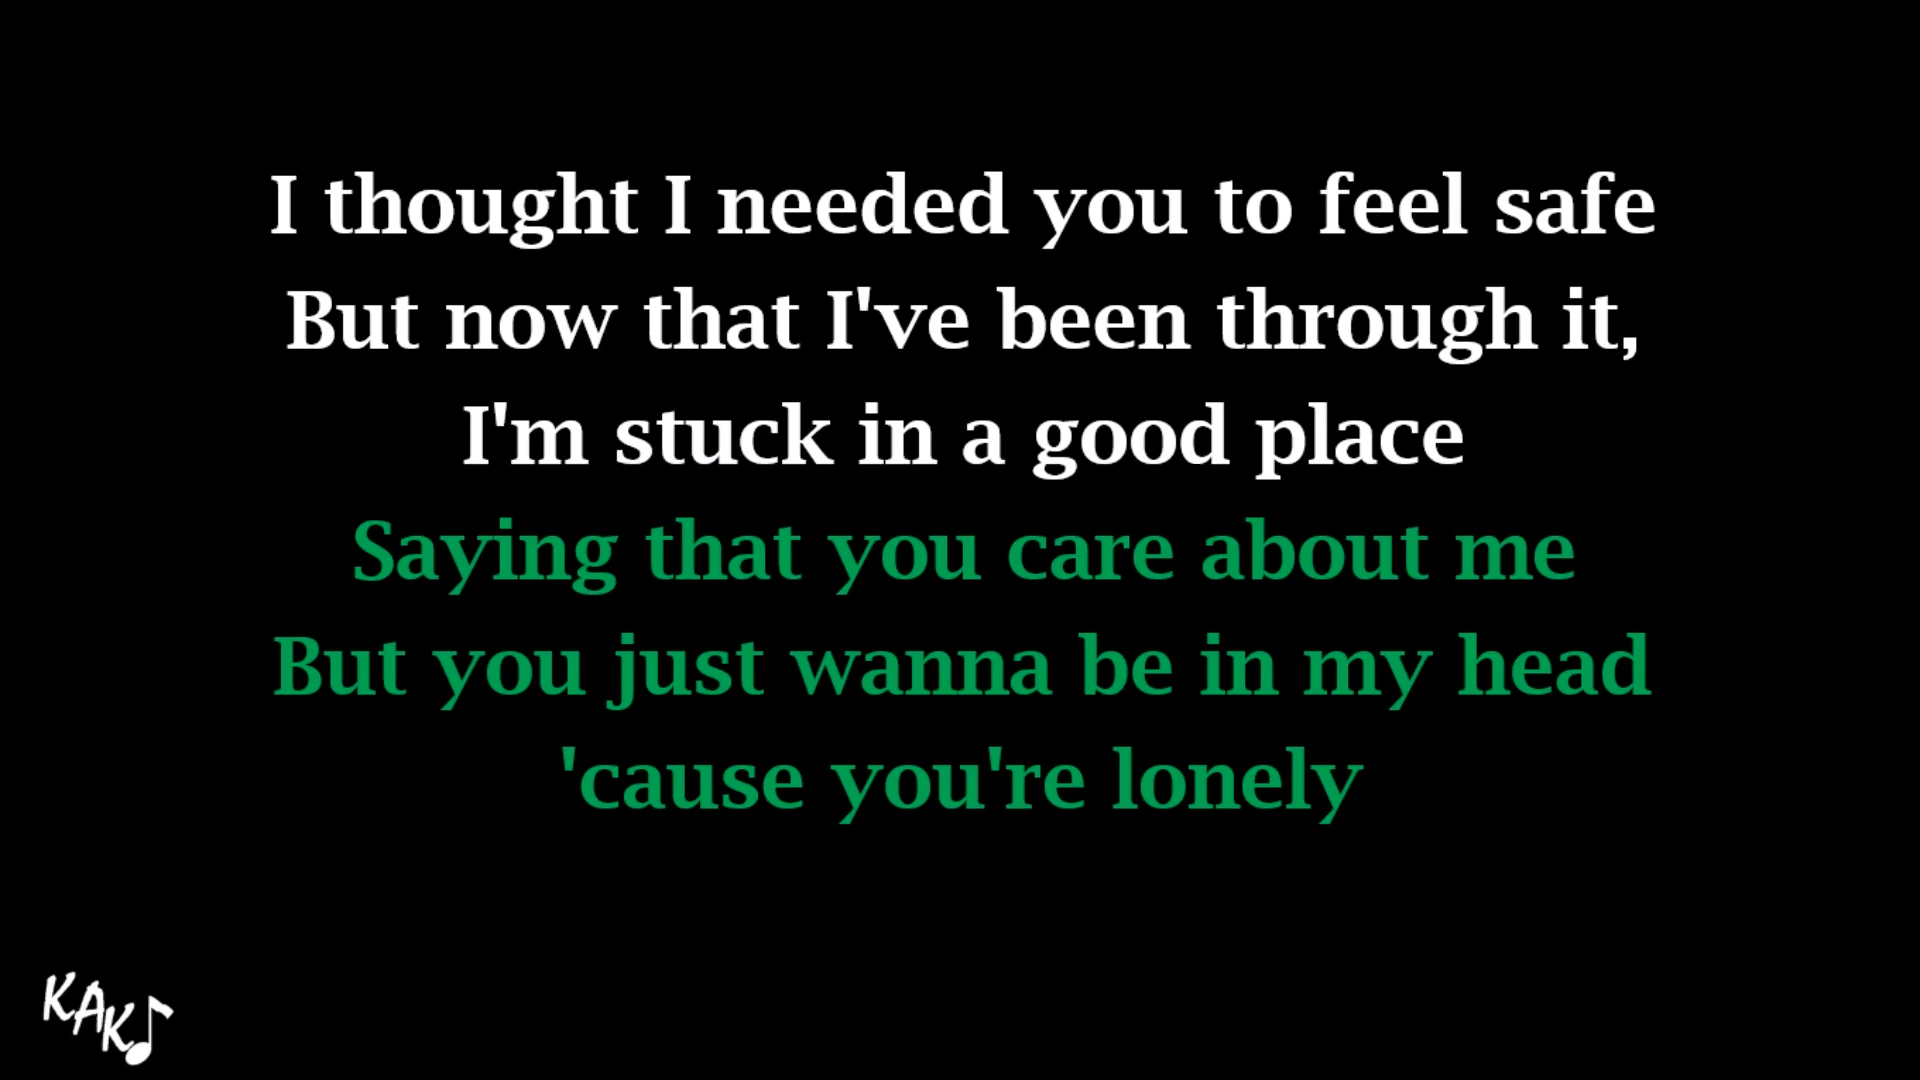 I thought I needed you to feel safe
But now that I've been through it,
I'm stuck in a good place
Saying that you care about me
But you just wanna be in my head
'cause you're lonely
KAK